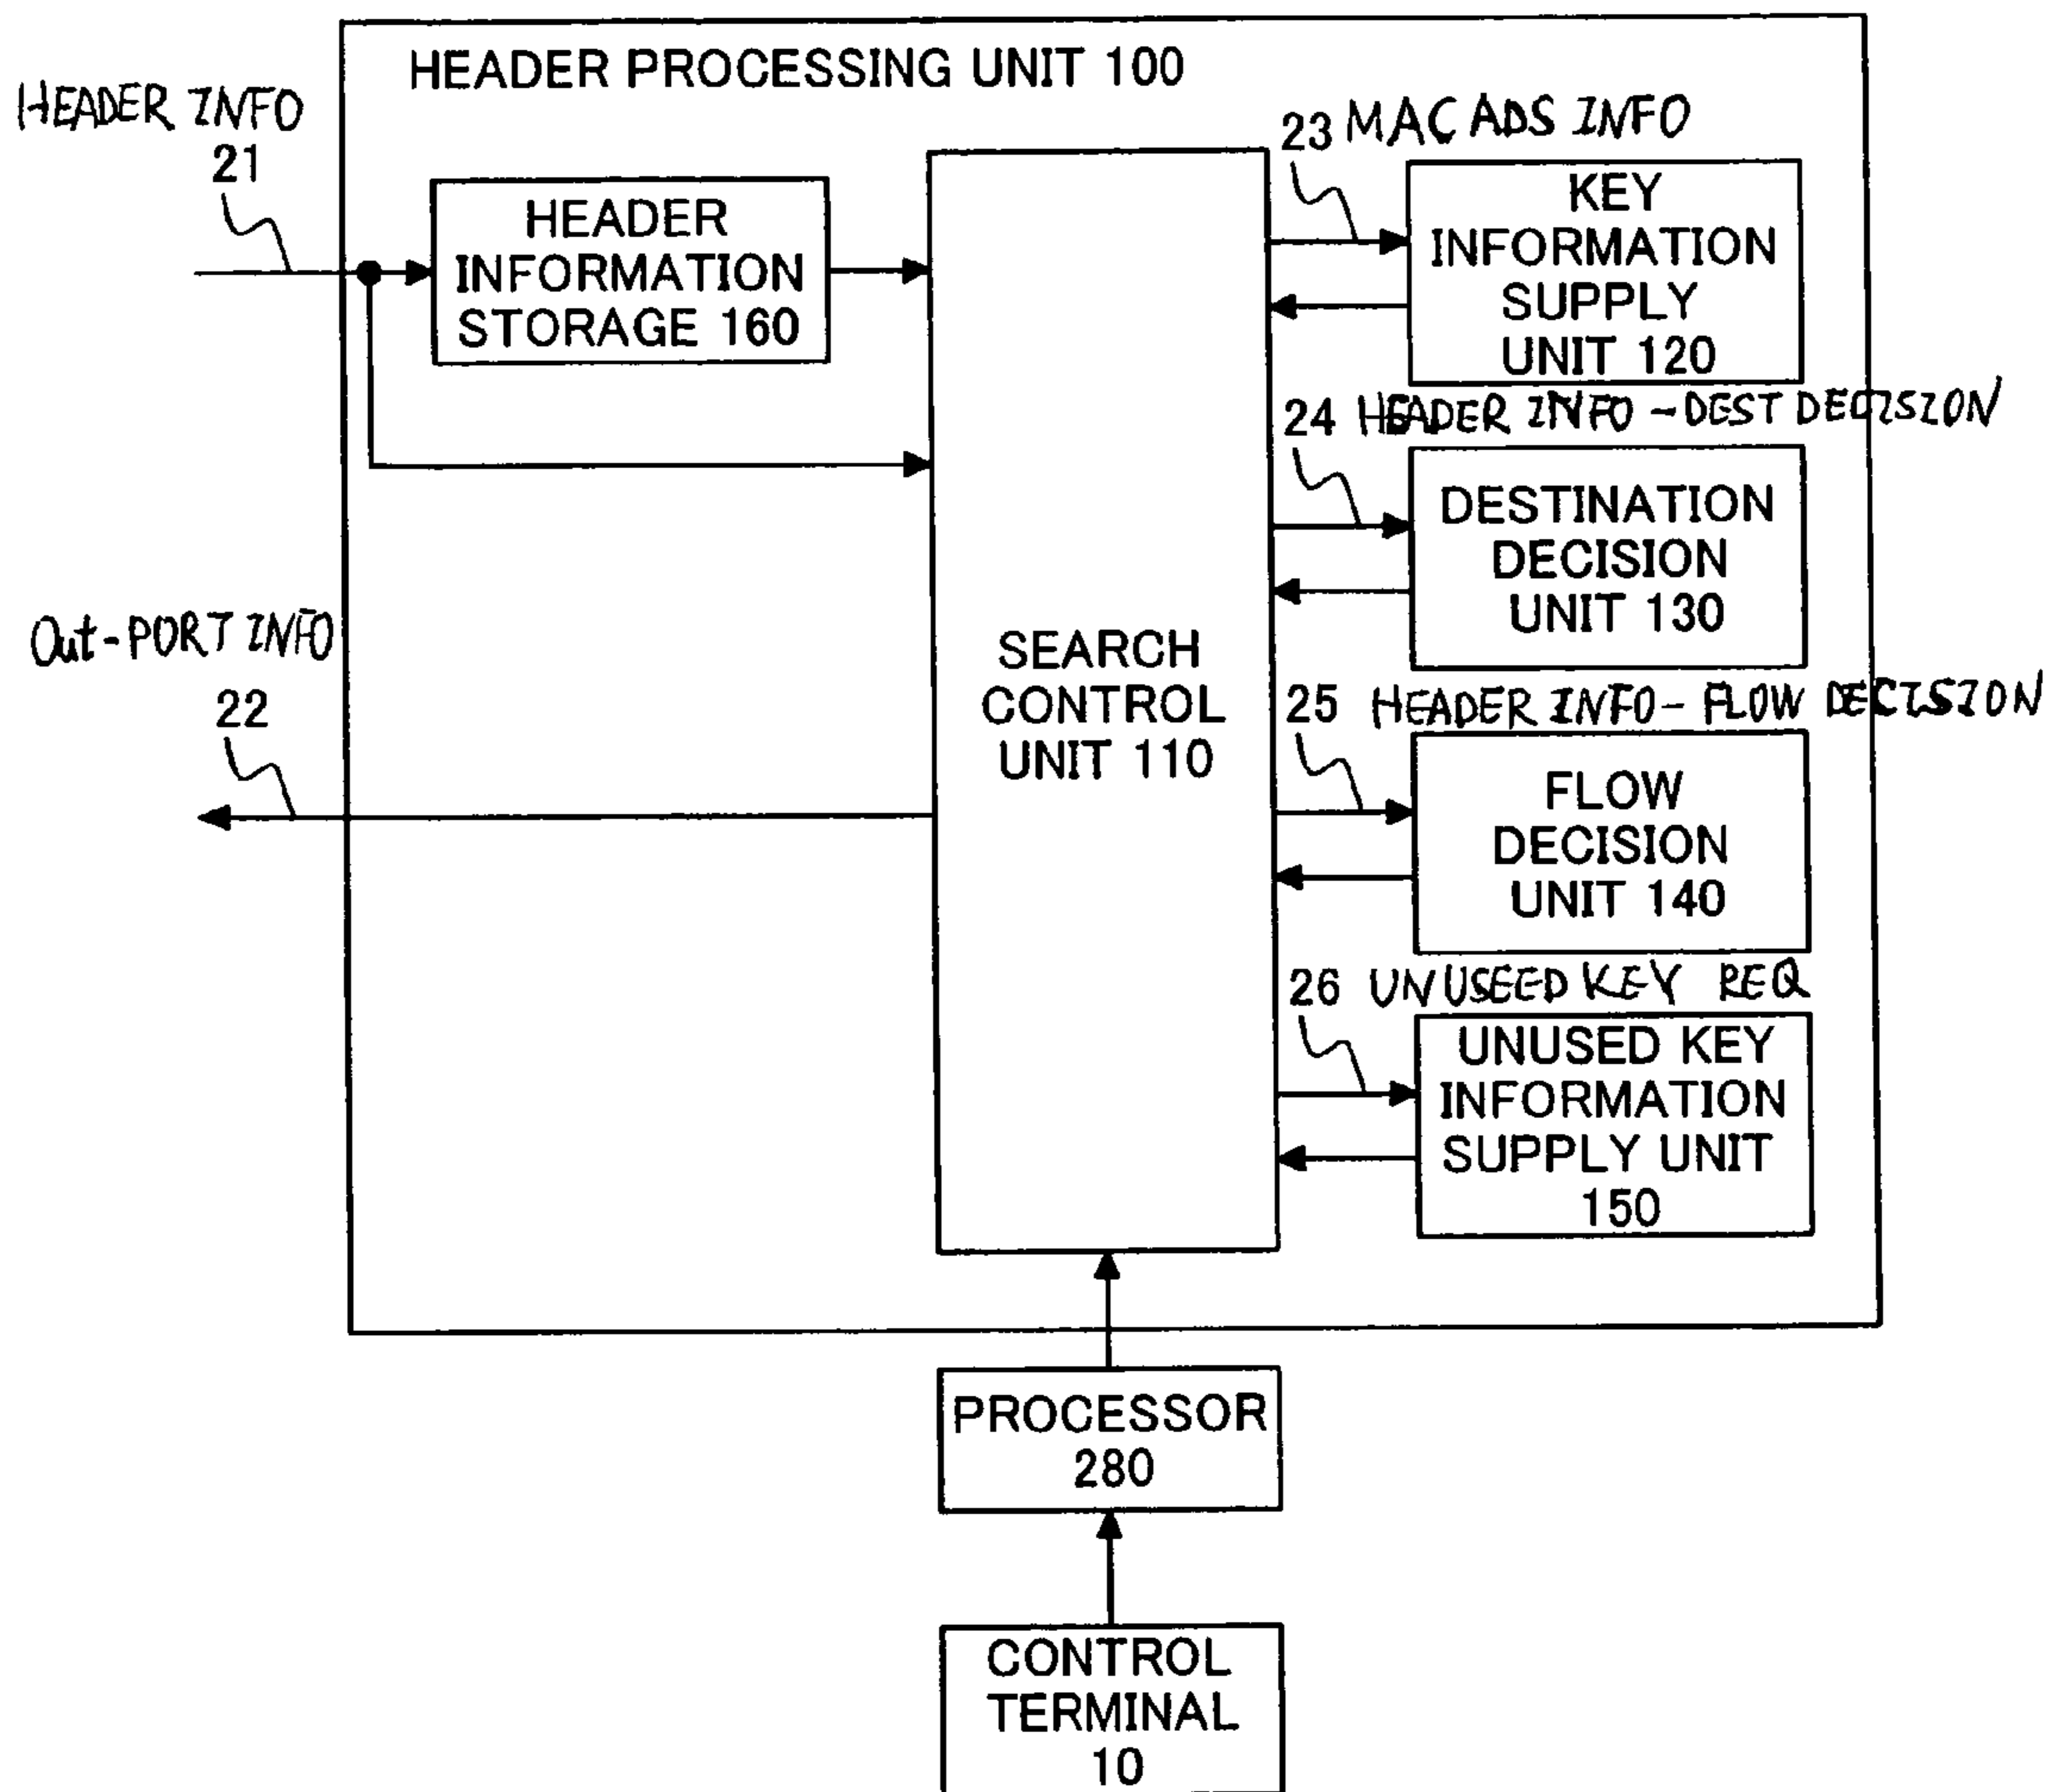 HEADER PROCESSING UNIT 100
HEADER INFO
21
HEADER
INFORMATION
STORAGE 160
23 MAC ADS INFO
KEY
INFORMATION
SUPPLY
UNIT 120
24 HEADER INFO - DEST DECISION
DESTINATION
DECISION
UNIT 130
Out-PORT INFO
22
SEARCH
CONTROL
UNIT 110
25 HEADER INFO - FLOW DECISION
FLOW
DECISION
UNIT 140
26 UNUSEED KEY REQ
UNUSED KEY
INFORMATION
SUPPLY UNIT
150
PROCESSOR
280
CONTROL
TERMINAL
10